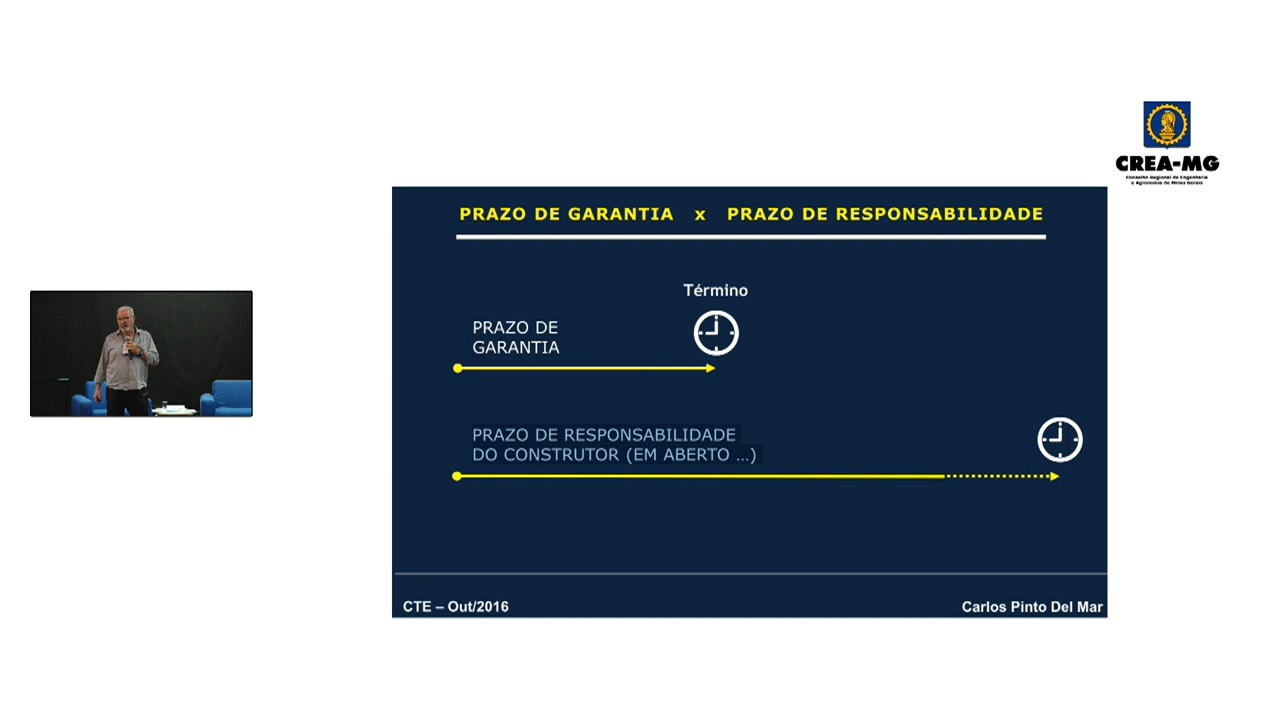 CREA-MG
Conselho Regional de Engenharia
e Agronomia de Minas Gerais
PRAZO DE GARANTIA x PRAZO DE RESPONSABILIDADE
Término
PRAZO DE
GARANTIA
PRAZO DE RESPONSABILIDADE
DO CONSTRUTOR (EM ABERTO ...)
CTE – Out/2016
Carlos Pinto Del Mar